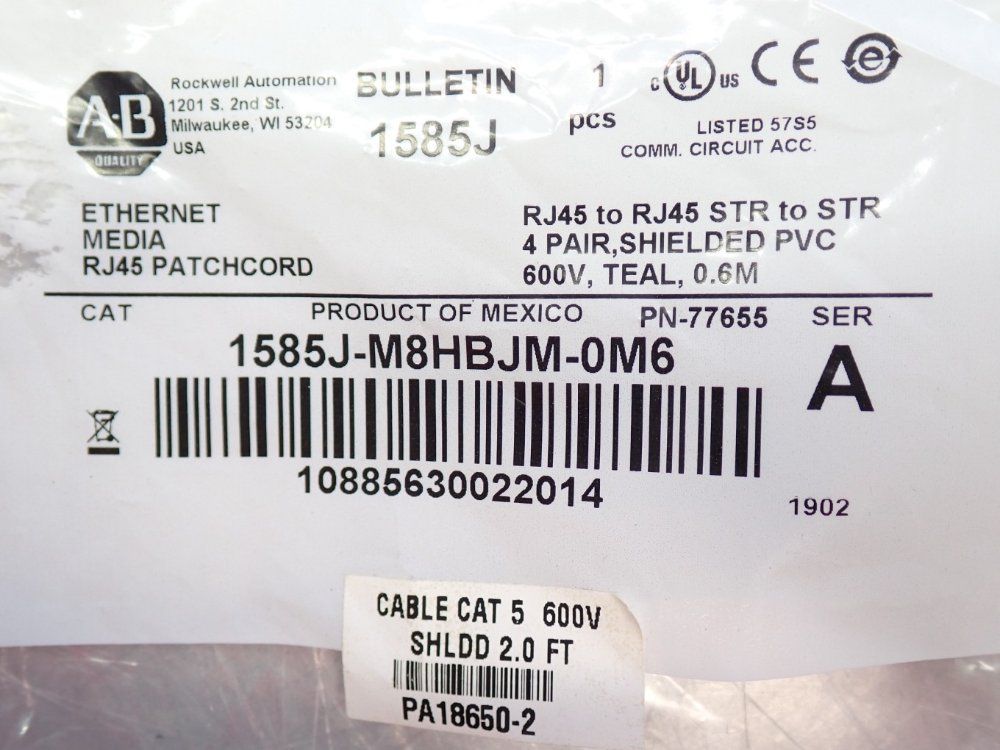 A·B
QUALITY
Rockwell Automation
1201 S. 2nd St.
Milwaukee, WI 53204
USA
BULLETIN
1585J
1
pcs
c UL US CE e
LISTED 57S5
COMM. CIRCUIT ACC.
ETHERNET
MEDIA
RJ45 PATCHCORD
RJ45 to RJ45 STR to STR
4 PAIR,SHIELDED PVC
600V, TEAL, 0.6M
CAT PRODUCT OF MEXICO PN-77655 SER
1585J-M8HBJM-0M6
A
10885630022014
1902
CABLE CAT 5 600V
SHLDD 2.0 FT
PA18650-2